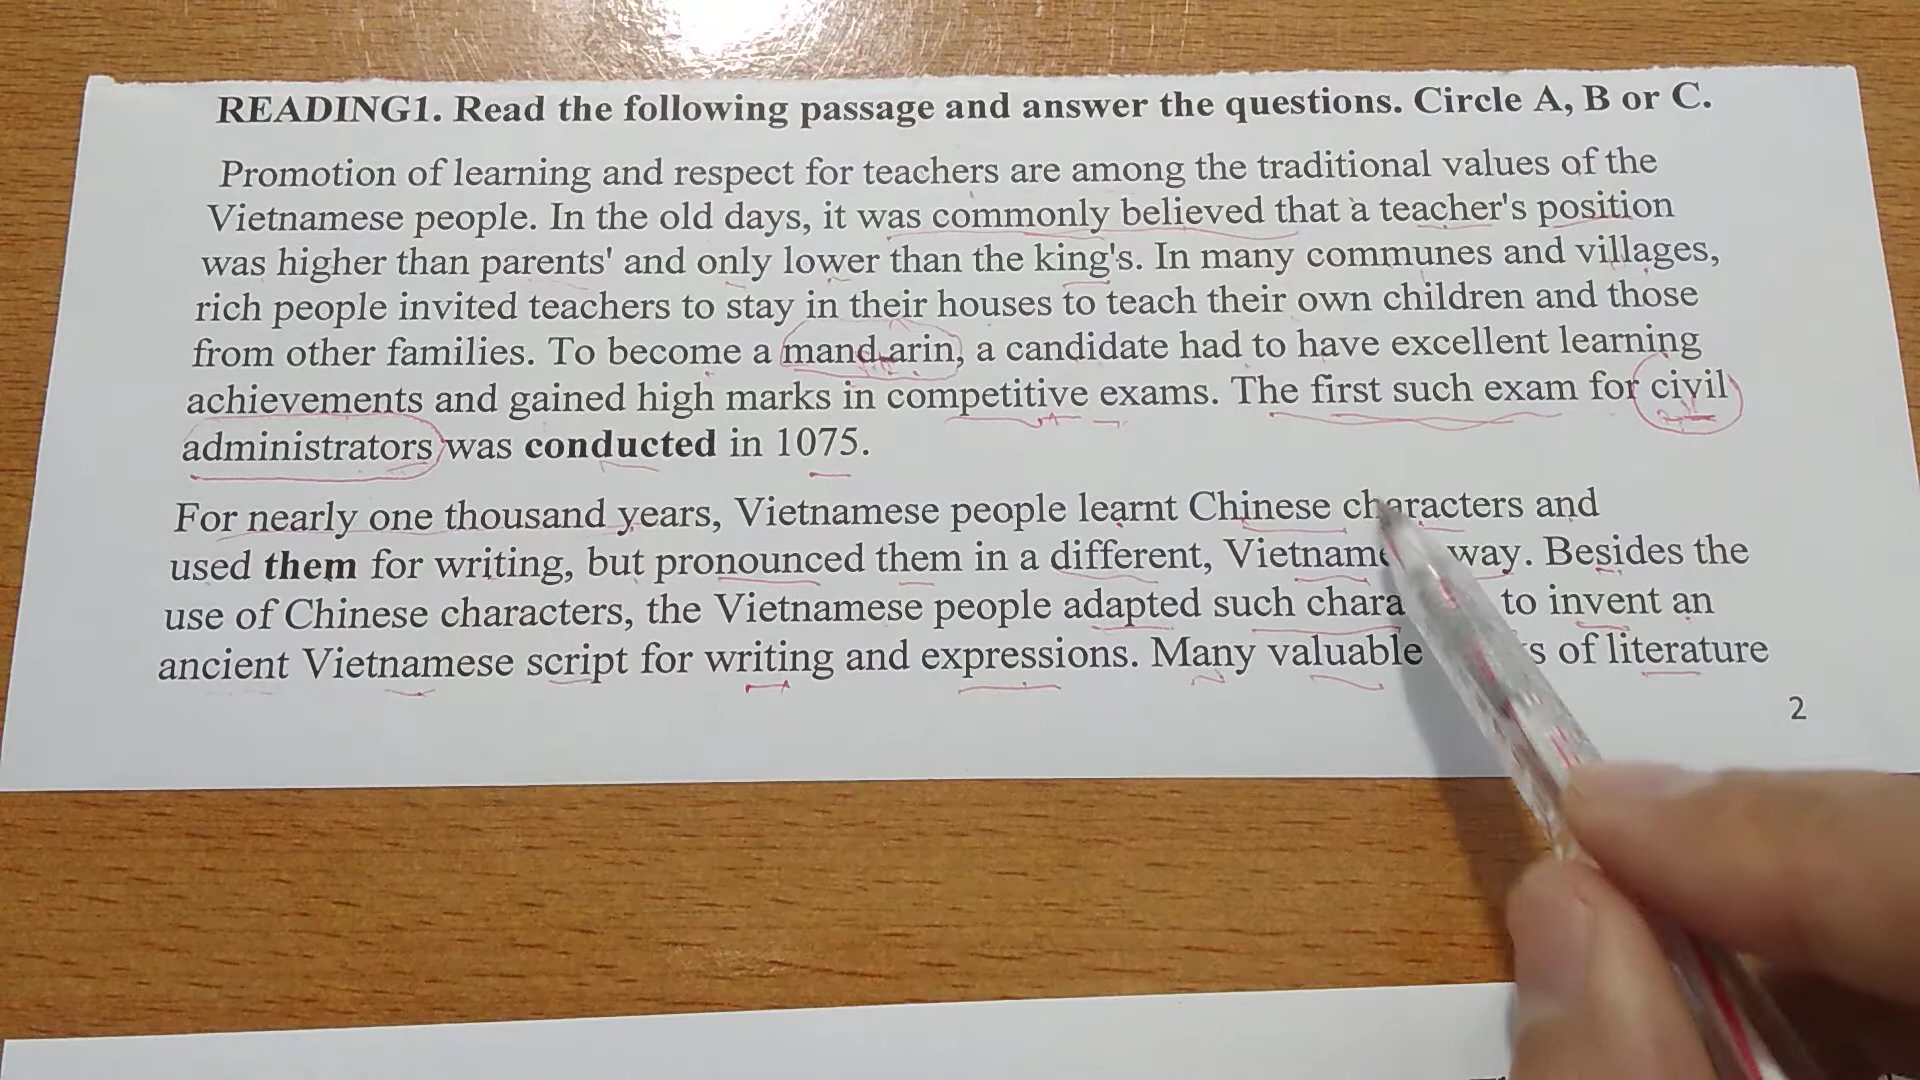 READING1. Read the following passage and answer the questions. Circle A, B or C.
Promotion of learning and respect for teachers are among the traditional values of the
Vietnamese people. In the old days, it was commonly believed that a teacher's position
was higher than parents' and only lower than the king's. In many communes and villages,
rich people invited teachers to stay in their houses to teach their own children and those
from other families. To become a mandarin, a candidate had to have excellent learning
achievements and gained high marks in competitive exams. The first such exam for civil
administrators was conducted in 1075.
For nearly one thousand years, Vietnamese people learnt Chinese characters and
used them for writing, but pronounced them in a different, Vietname way. Besides the
use of Chinese characters, the Vietnamese people adapted such chara to invent an
ancient Vietnamese script for writing and expressions. Many valuable of literature
2